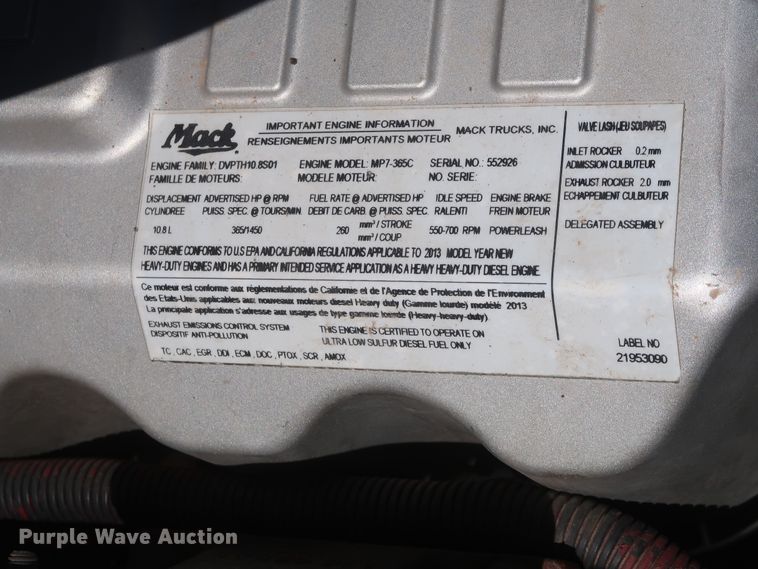 Mack
IMPORTANT ENGINE INFORMATION
RENSEIGNEMENTS IMPORTANTS MOTEUR
MACK TRUCKS, INC.
ENGINE FAMILY: DVPTH10.8S01 ENGINE MODEL: MP7-365C SERIAL NO.: 552926
FAMILLE DE MOTEURS: MODELE MOTEUR: NO. SERIE:
DISPLACEMENT ADVERTISED HP @ RPM FUEL RATE @ ADVERTISED HP IDLE SPEED ENGINE BRAKE
CYLINDREE PUISS. SPEC. @ TOURS/MIN. DEBIT DE CARB. @ PUISS. SPEC. RALENTI FREIN MOTEUR
10.8 L 365/1450 260 mm³ / STROKE 550-700 RPM POWERLEASH
mm³ / COUP
THIS ENGINE CONFORMS TO U.S EPA AND CALIFORNIA REGULATIONS APPLICABLE TO 2013 MODEL YEAR NEW
HEAVY-DUTY ENGINES AND HAS A PRIMARY INTENDED SERVICE APPLICATION AS A HEAVY HEAVY-DUTY DIESEL ENGINE.
Ce moteur est conforme aux règlementations de Californie et de l'Agence de Protection de l'Environment
des Etats-Unis applicables aux nouveaux moteurs diesel Heavy duty (Gamme lourde) modéle 2013.
La principale application s'adresse aux usages de type gamme lourde (Heavy-heavy-duty).
EXHAUST EMISSIONS CONTROL SYSTEM THIS ENGINE IS CERTIFIED TO OPERATE ON
DISPOSITIF ANTI-POLLUTION ULTRA LOW SULFUR DIESEL FUEL ONLY
TC , CAC , EGR , DDI , ECM , DOC , PTOX , SCR , AMOX
VALVE LASH (JEU SOUPAPES)
INLET ROCKER 0.2 mm
ADMISSION CULBUTEUR
EXHAUST ROCKER 2.0 mm
ECHAPPEMENT CULBUTEUR
DELEGATED ASSEMBLY
LABEL NO
21953090
Purple Wave Auction